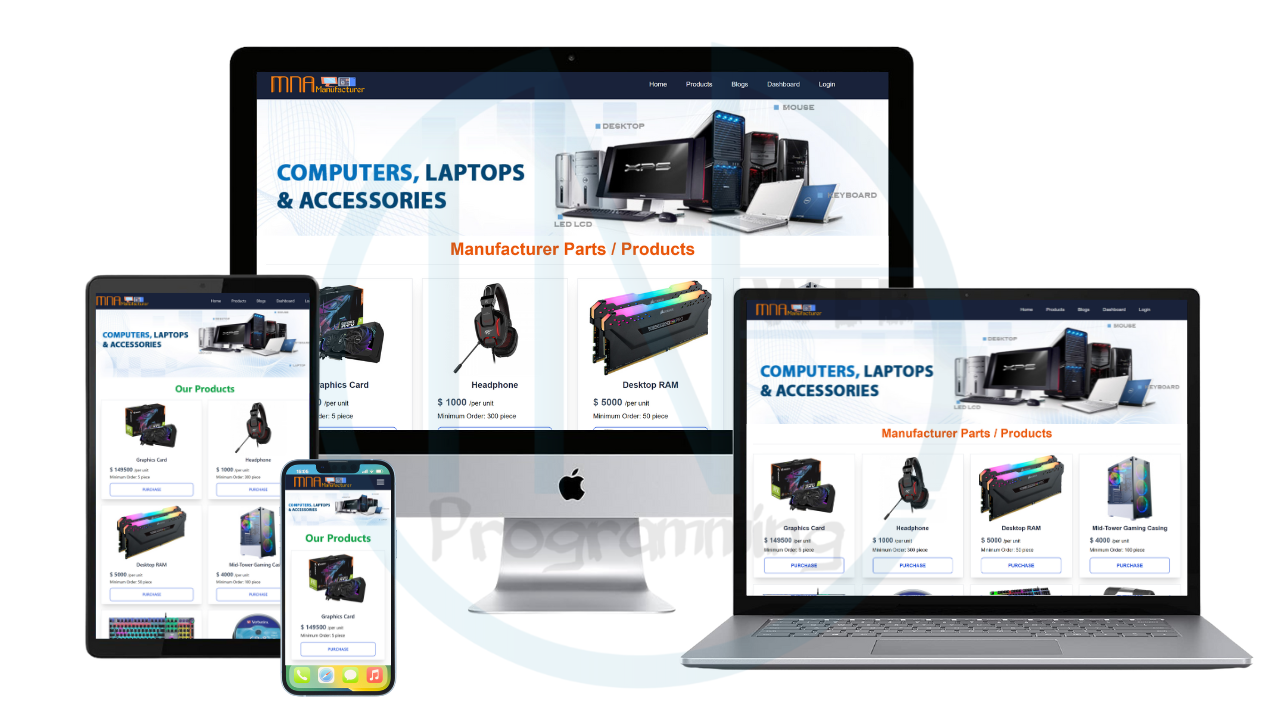 MNA Manufacturer
Home Products Blogs Dashboard Login
MOUSE
DESKTOP
COMPUTERS, LAPTOPS
& ACCESSORIES
XPS
KEYBOARD
LED LCD
Manufacturer Parts / Products
raphics Card
Headphone
Desktop RAM
0 /per unit
$ 1000 /per unit
$ 5000 /per unit
der: 5 piece
Minimum Order: 300 piece
Minimum Order: 50 piece
MNA Manufacturer
Home Products Blogs Dashboard Lo
COMPUTERS, LAPTOPS
& ACCESSORIES
Our Products
Graphics Card
Headphone
$ 149500 /per unit
$ 1000 /per unit
Minimum Order: 5 piece
Minimum Order: 300 piece
PURCHASE
PURCHASE
Desktop RAM
Mid-Tower Gaming Casi
$ 5000 /per unit
$ 4000 /per unit
Minimum Order: 50 piece
Minimum Order: 100 piece
PURCHASE
PURCHASE
Verbatim
MNA Manufacturer
COMPUTERS, LAPTOPS
& ACCESSORIES
Our Products
Graphics Card
$ 149500 /per unit
Minimum Order: 5 piece
PURCHASE
MNA Manufacturer
Home Products Blogs Dashboard Login
MOUSE
DESKTOP
COMPUTERS, LAPTOPS
& ACCESSORIES
XPS
KEYBOARD
LED LCD
Manufacturer Parts / Products
Graphics Card
Headphone
Desktop RAM
Mid-Tower Gaming Casing
$ 149500 /per unit
$ 1000 /per unit
$ 5000 /per unit
$ 4000 /per unit
Minimum Order: 5 piece
Minimum Order: 300 piece
Minimum Order: 50 piece
Minimum Order: 100 piece
PURCHASE
PURCHASE
PURCHASE
PURCHASE
Programming